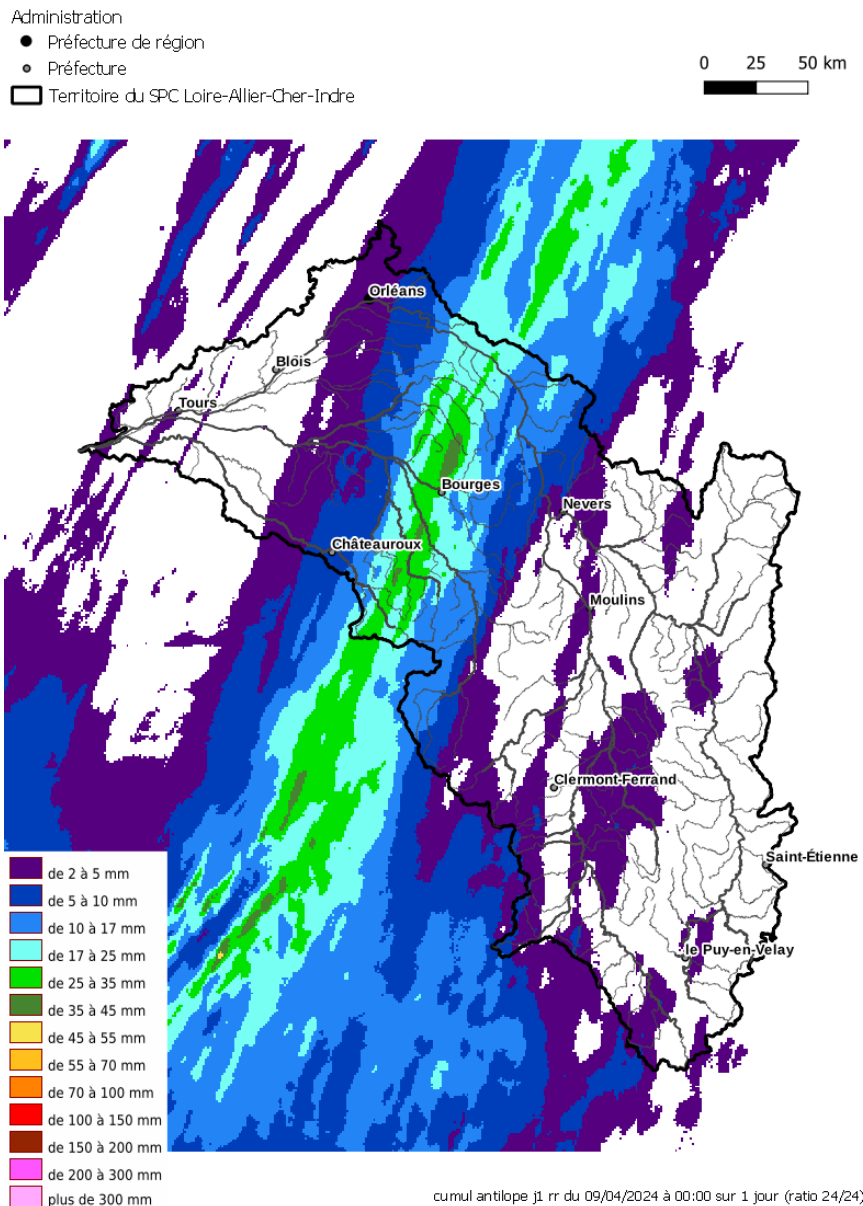 Administration
Préfecture de région
Préfecture
Territoire du SPC Loire-Allier-Cher-Indre
0 25 50 km
Orléans
Blois
Tours
Bourges
Nevers
Châteauroux
Moulins
Clermont-Ferrand
Saint-Étienne
le Puy-en-Velay
de 2 à 5 mm
de 5 à 10 mm
de 10 à 17 mm
de 17 à 25 mm
de 25 à 35 mm
de 35 à 45 mm
de 45 à 55 mm
de 55 à 70 mm
de 70 à 100 mm
de 100 à 150 mm
de 150 à 200 mm
de 200 à 300 mm
plus de 300 mm
cumul antilope j1 rr du 09/04/2024 à 00:00 sur 1 jour (ratio 24/24)